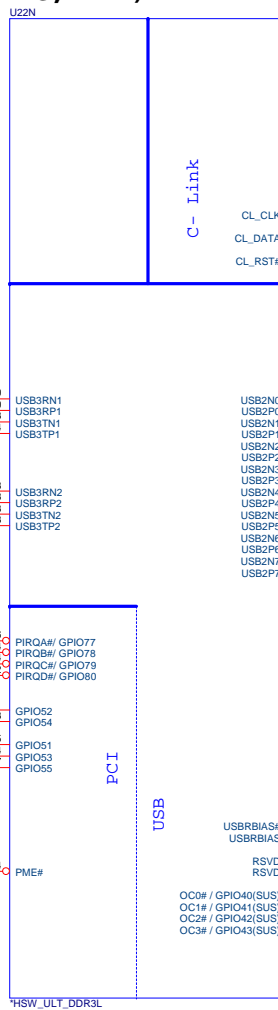 U22N
C- Link
CL_CLK
CL_DATA
CL_RST#
USB3RN1
USB3RP1
USB3TN1
USB3TP1
USB3RN2
USB3RP2
USB3TN2
USB3TP2
USB2N0
USB2P0
USB2N1
USB2P1
USB2N2
USB2P2
USB2N3
USB2P3
USB2N4
USB2P4
USB2N5
USB2P5
USB2N6
USB2P6
USB2N7
USB2P7
PIRQA#/ GPIO77
PIRQB#/ GPIO78
PIRQC#/ GPIO79
PIRQD#/ GPIO80
GPIO52
GPIO54
GPIO51
GPIO53
GPIO55
PCI
USB
PME#
USBRBIAS#
USBRBIAS
RSVD
RSVD
OC0# / GPIO40(SUS)
OC1# / GPIO41(SUS)
OC2# / GPIO42(SUS)
OC3# / GPIO43(SUS)
*HSW_ULT_DDR3L